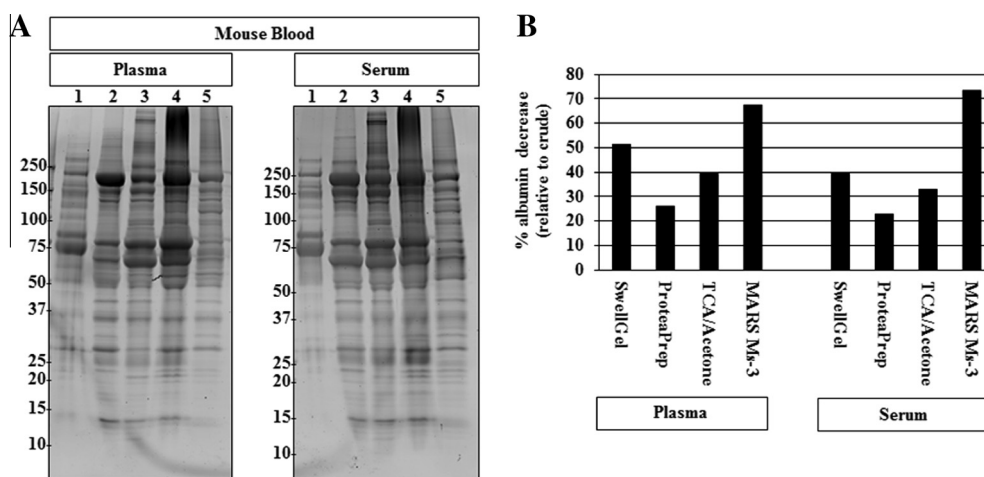 A
Mouse Blood
Plasma
Serum
1 2 3 4 5
1 2 3 4 5
250
150
100
75
50
37
25
20
15
10
250
150
100
75
50
37
25
20
15
10
B
% albumin decrease
(relative to crude)
80
70
60
50
40
30
20
10
0
SwellGel
ProteaPrep
TCA/Acetone
MARS Ms-3
SwellGel
ProteaPrep
TCA/Acetone
MARS Ms-3
Plasma
Serum